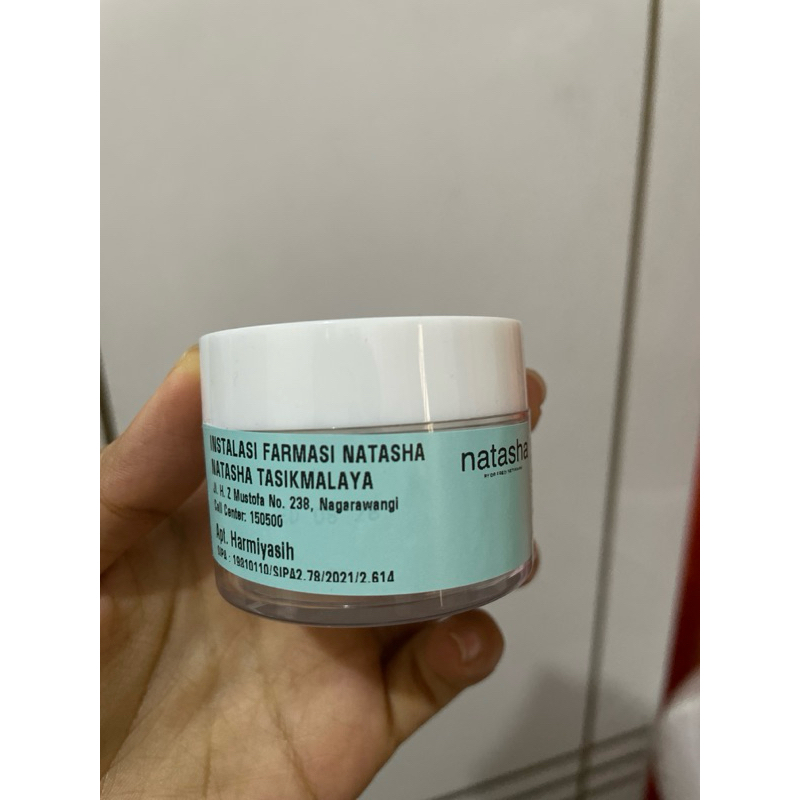 INSTALASI FARMASI NATASHA
NATASHA TASIKMALAYA
Jl. H. Z Mustofa No. 238, Nagarawangi
Call Center: 150500
Apt. Harmiyasih
SIPA : 19810110/SIPA2.78/2021/2.614
natasha